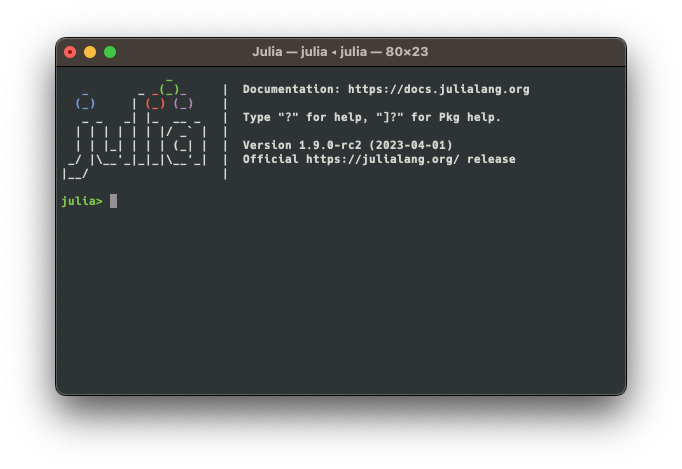 Julia — julia ◂ julia — 80×23
               _
   _       _ _(_)_     |  Documentation: https://docs.julialang.org
  (_)     | (_) (_)    |
   _ _   _| |_  __ _   |  Type "?" for help, "]?" for Pkg help.
  | | | | | | |/ _` |  |
  | | |_| | | | (_| |  |  Version 1.9.0-rc2 (2023-04-01)
 _/ |\__'_|_|_|\__'_|  |  Official https://julialang.org/ release
|__/                   |
julia>